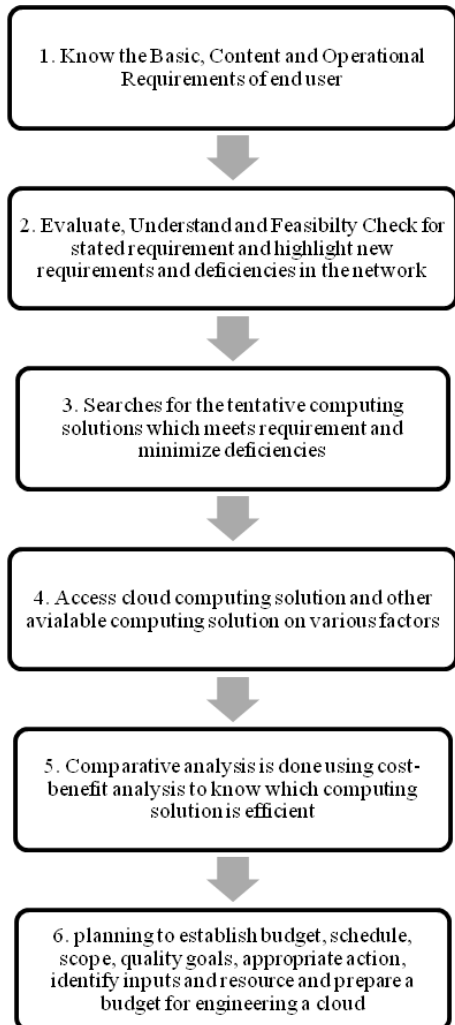 1. Know the Basic, Content and Operational
Requirements of end user
2. Evaluate, Understand and Feasibilty Check for
stated requirement and highlight new
requirements and deficiencies in the network
3. Searches for the tentative computing
solutions which meets requirement and
minimize deficiencies
4. Access cloud computing solution and other
avialable computing solution on various factors
5. Comparative analysis is done using cost-
benefit analysis to know which computing
solution is efficient
6. planning to establish budget, schedule,
scope, quality goals, appropriate action,
identify inputs and resource and prepare a
budget for engineering a cloud